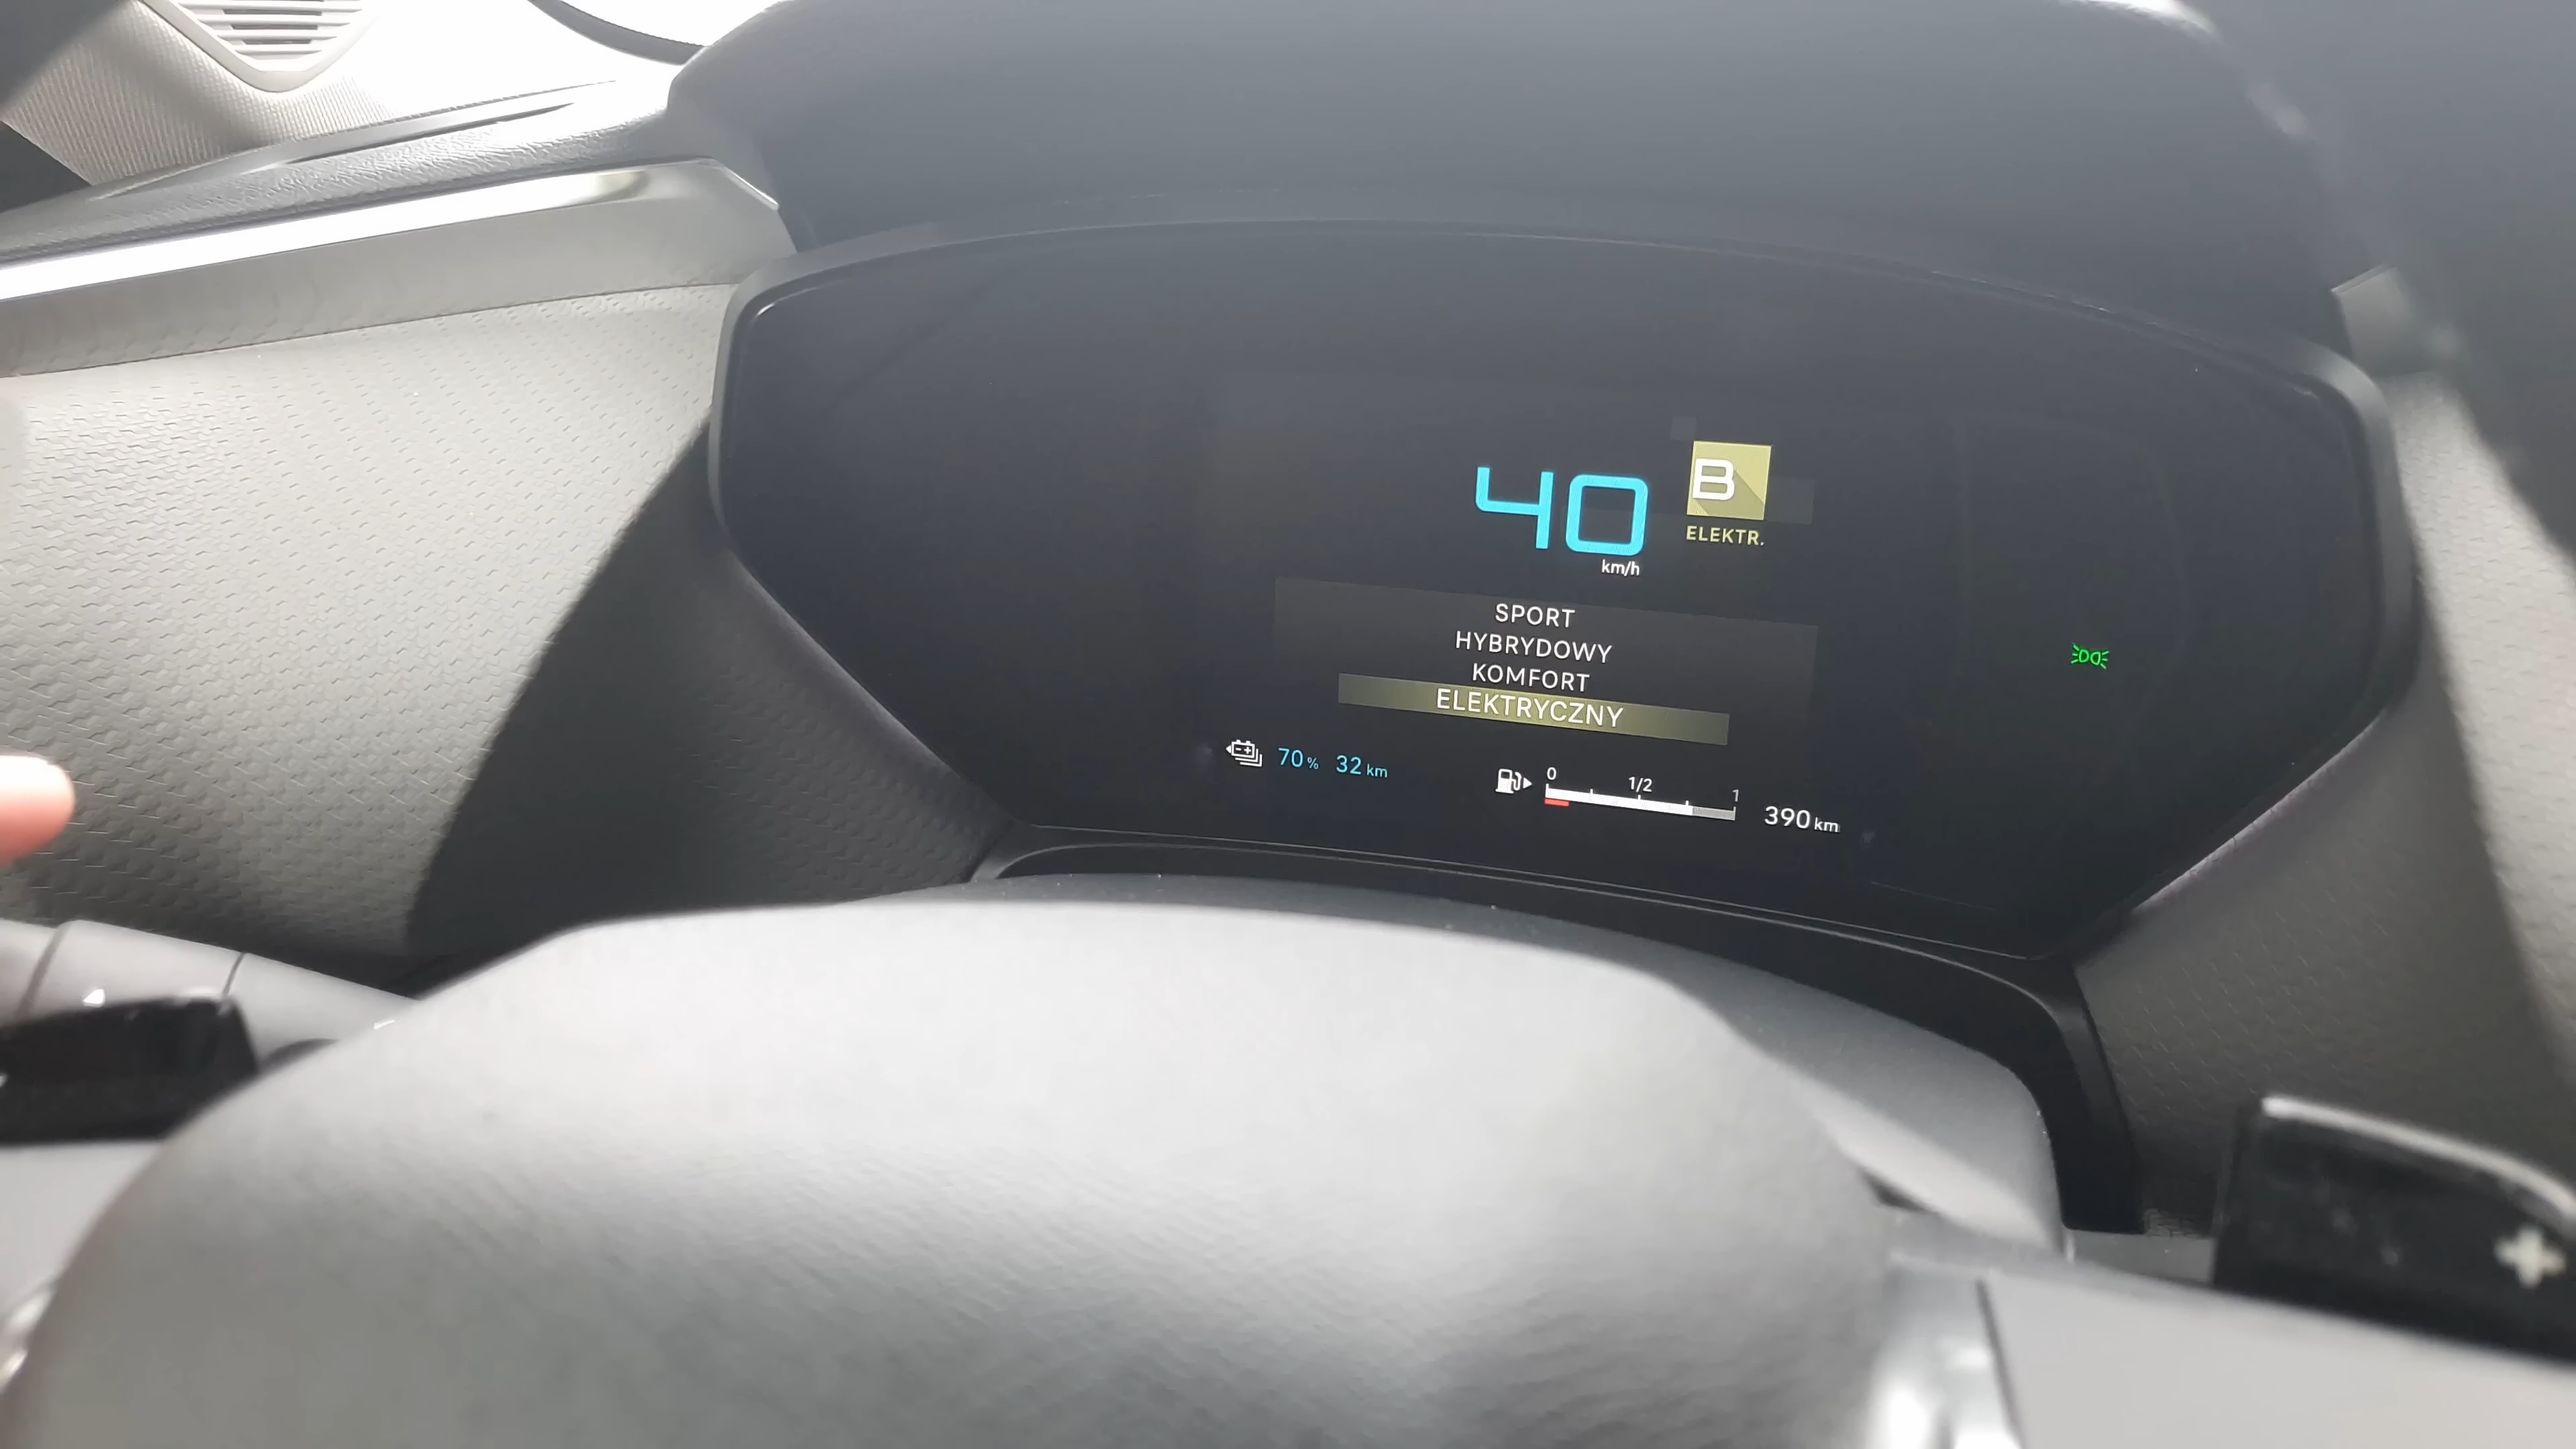 40
B
ELEKTR.
km/h
SPORT
HYBRYDOWY
KOMFORT
ELEKTRYCZNY
70% 32 km
0 1/2 1
390 km
+